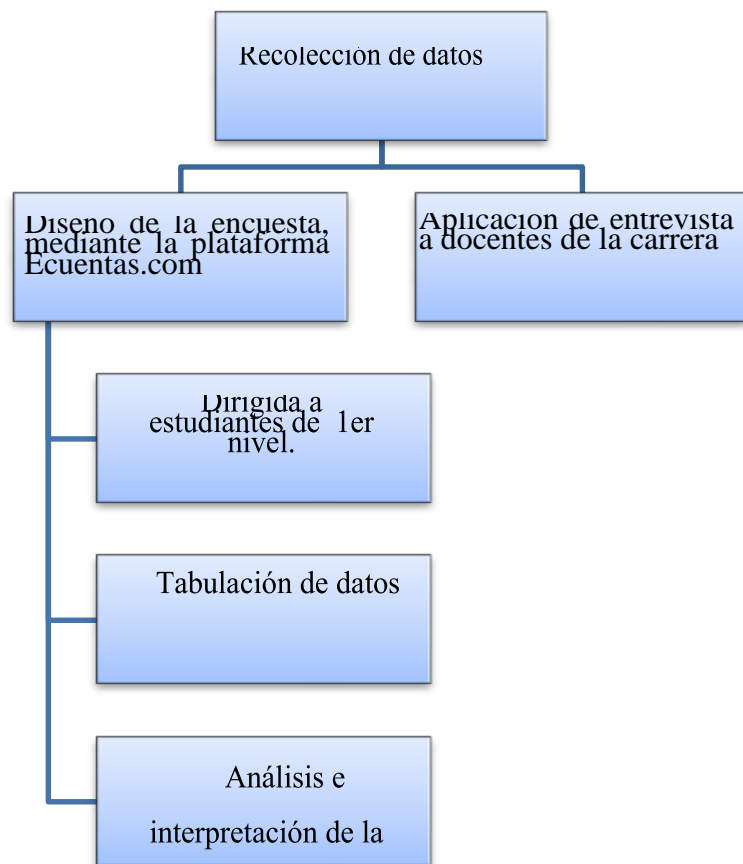 Recolección de datos
Diseño de la encuesta,
mediante la plataforma
Ecuentas.com
Aplicación de entrevista
a docentes de la carrera
Dirigida a
estudiantes de 1er
nivel.
Tabulación de datos
Análisis e
interpretación de la